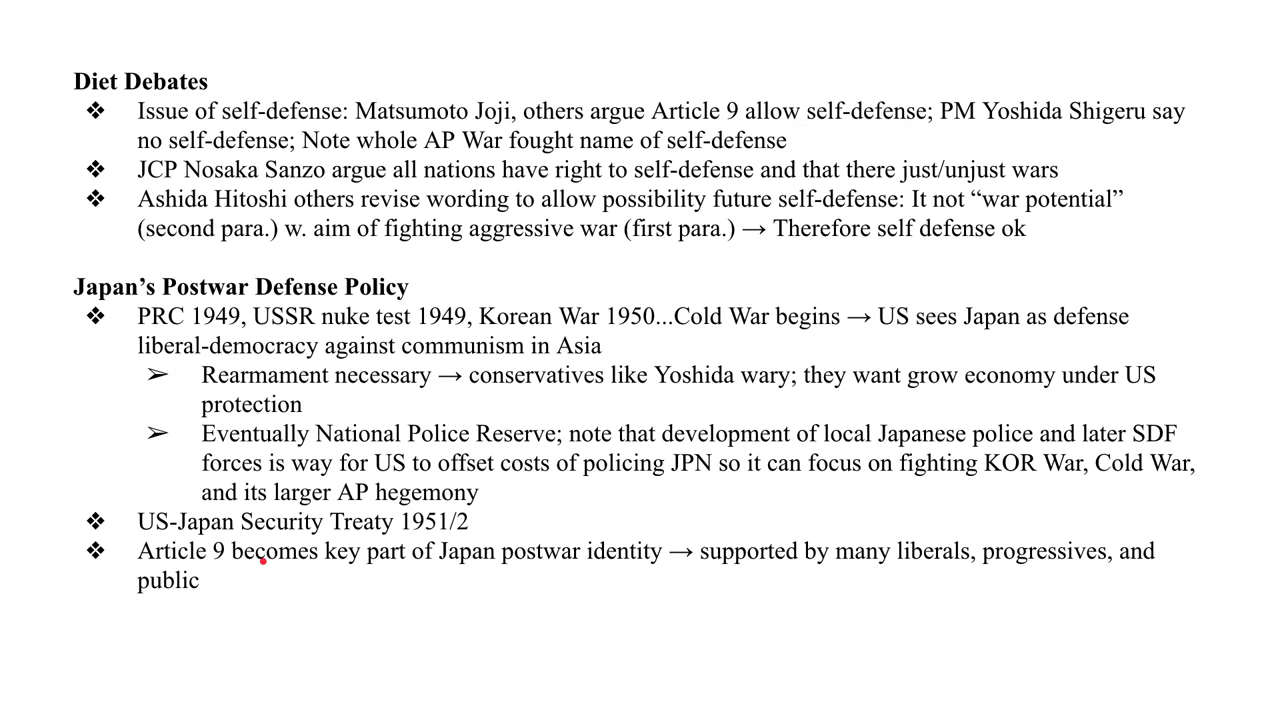 Diet Debates
❖ Issue of self-defense: Matsumoto Joji, others argue Article 9 allow self-defense; PM Yoshida Shigeru say
no self-defense; Note whole AP War fought name of self-defense
❖ JCP Nosaka Sanzo argue all nations have right to self-defense and that there just/unjust wars
❖ Ashida Hitoshi others revise wording to allow possibility future self-defense: It not “war potential”
(second para.) w. aim of fighting aggressive war (first para.) → Therefore self defense ok
Japan’s Postwar Defense Policy
❖ PRC 1949, USSR nuke test 1949, Korean War 1950...Cold War begins → US sees Japan as defense
liberal-democracy against communism in Asia
➢ Rearmament necessary → conservatives like Yoshida wary; they want grow economy under US
protection
➢ Eventually National Police Reserve; note that development of local Japanese police and later SDF
forces is way for US to offset costs of policing JPN so it can focus on fighting KOR War, Cold War,
and its larger AP hegemony
❖ US-Japan Security Treaty 1951/2
❖ Article 9 becomes key part of Japan postwar identity → supported by many liberals, progressives, and
public